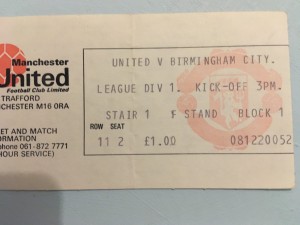 Manchester
United
Football Club Limited
TRAFFORD
CHESTER M16 0RA
ET AND MATCH
INFORMATION
phone 061-872 7771
HOUR SERVICE)
UNITED V BIRMINGHAM CITY.
LEAGUE DIV 1. KICK-OFF 3PM.
STAIR 1 F STAND BLOCK 1
ROW SEAT
11 2 £1.00 081220052